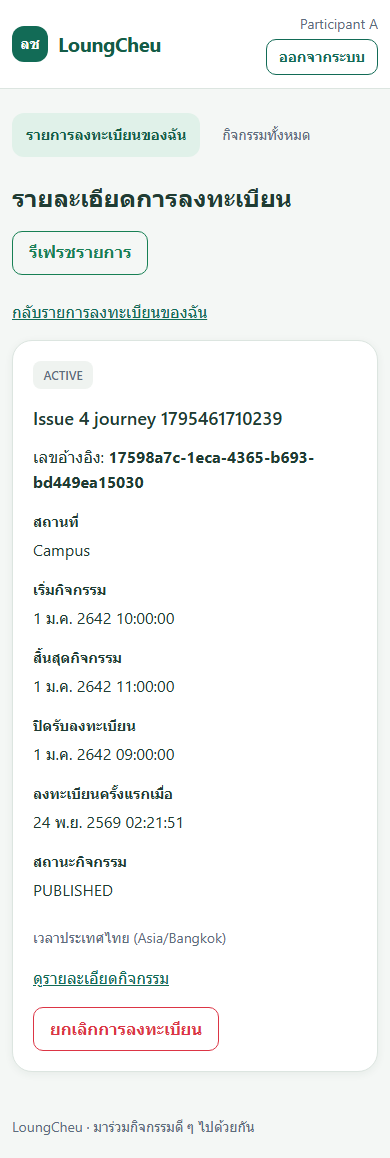 ลช
LoungCheu
Participant A
ออกจากระบบ
รายการลงทะเบียนของฉัน
กิจกรรมทั้งหมด
รายละเอียดการลงทะเบียน
รีเฟรชรายการ
กลับรายการลงทะเบียนของฉัน
ACTIVE
Issue 4 journey 1795461710239
เลขอ้างอิง: 17598a7c-1eca-4365-b693-
bd449ea15030
สถานที่
Campus
เริ่มกิจกรรม
1 ม.ค. 2642 10:00:00
สิ้นสุดกิจกรรม
1 ม.ค. 2642 11:00:00
ปิดรับลงทะเบียน
1 ม.ค. 2642 09:00:00
ลงทะเบียนครั้งแรกเมื่อ
24 พ.ย. 2569 02:21:51
สถานะกิจกรรม
PUBLISHED
เวลาประเทศไทย (Asia/Bangkok)
ดูรายละเอียดกิจกรรม
ยกเลิกการลงทะเบียน
LoungCheu · มาร่วมกิจกรรมดี ๆ ไปด้วยกัน